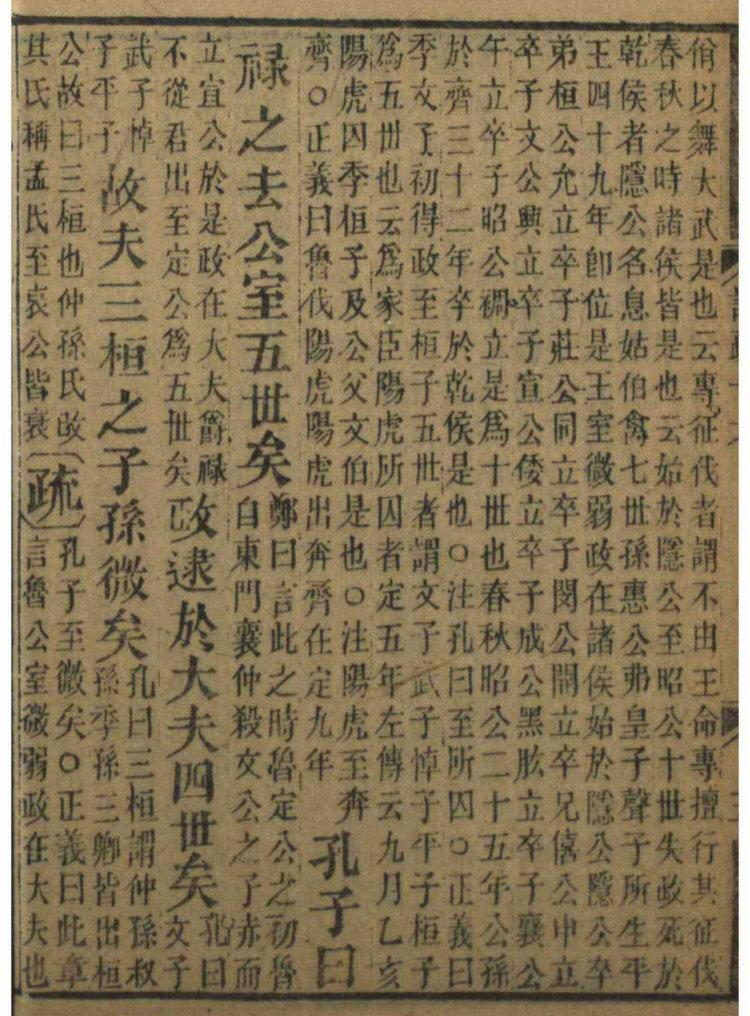 佾以舞大武是也云專征伐者謂不由王命專擅行其征伐
春秋之時諸侯皆是也云始於隱公至昭公十世失政死於
乾侯者隱公名息姑伯禽七世孫惠公弗皇子聲子所生平
王四十九年卽位是王室微弱政在諸侯始於隱公隱公卒
弟桓公允立卒子莊公同立卒子閔公開立卒兄僖公申立
卒子文公興立卒子宣公倭立卒子成公黑肱立卒子襄公
午立卒子昭公裯立是爲十世也春秋昭公二十五年公孫
於齊三十二年卒於乾侯是也○注孔曰至所囚○正義曰
季文子初得政至桓子五世者謂文子武子悼子平子桓子
爲五世也云爲家臣陽虎所囚者定五年左傳云九月乙亥
陽虎囚季桓子及公父文伯是也○注陽虎至奔
齊○正義曰魯伐陽虎陽虎出奔齊在定九年
孔子曰
祿之去公室五世矣
鄭曰言此之時魯定公之初魯
自東門襄仲殺文公之子赤而
立宣公於是政在大夫爵祿
不從君出至定公爲五世矣
政逮於大夫四世矣
孔曰
文子
武子悼
子平子
故夫三桓之子孫微矣
孔曰三桓謂仲孫叔
孫季孫三卿皆出桓
公故曰三桓也仲孫氏改
其氏稱孟氏至哀公皆衰
疏
孔子至微矣○正義曰此章
言魯公室微弱政在大夫也